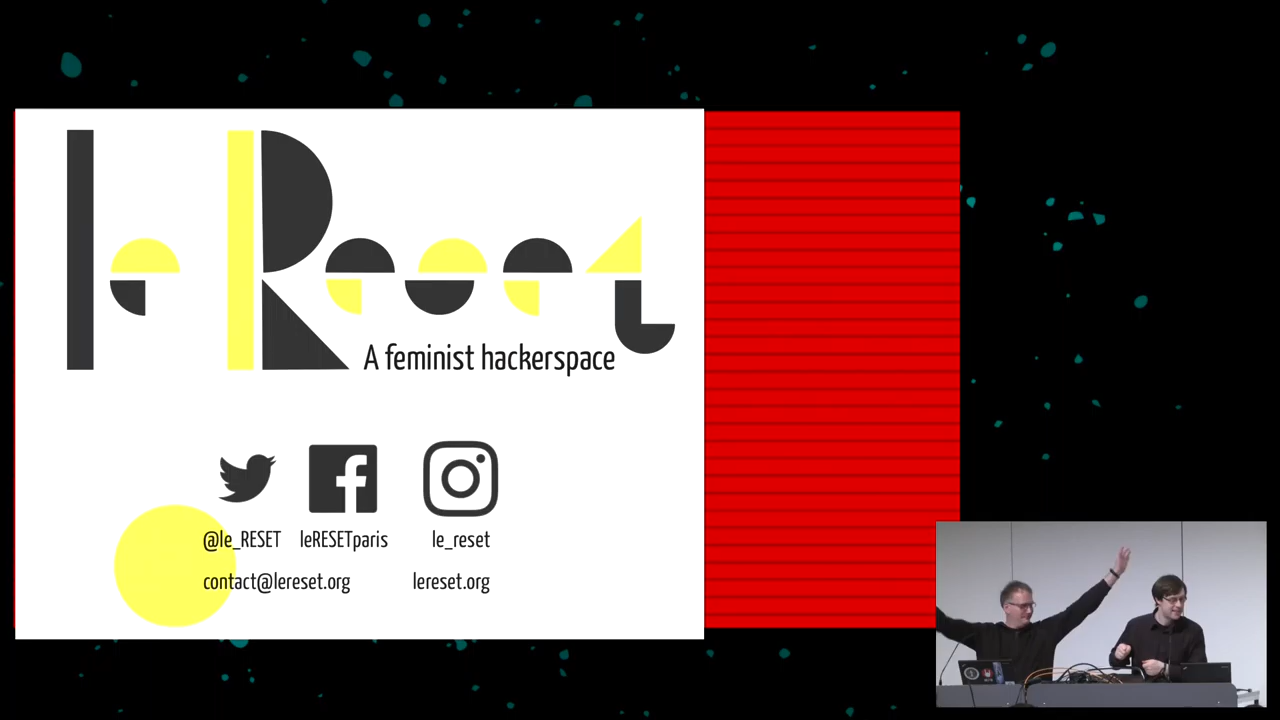 le Reset
A feminist hackerspace
@le_RESET leRESETparis le_reset
contact@lereset.org lereset.org